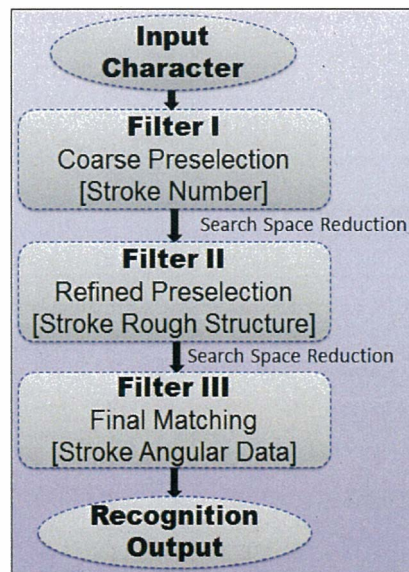 Input
Character
Filter I
Coarse Preselection
[Stroke Number]
Search Space Reduction
Filter II
Refined Preselection
[Stroke Rough Structure]
Search Space Reduction
Filter III
Final Matching
[Stroke Angular Data]
Recognition
Output